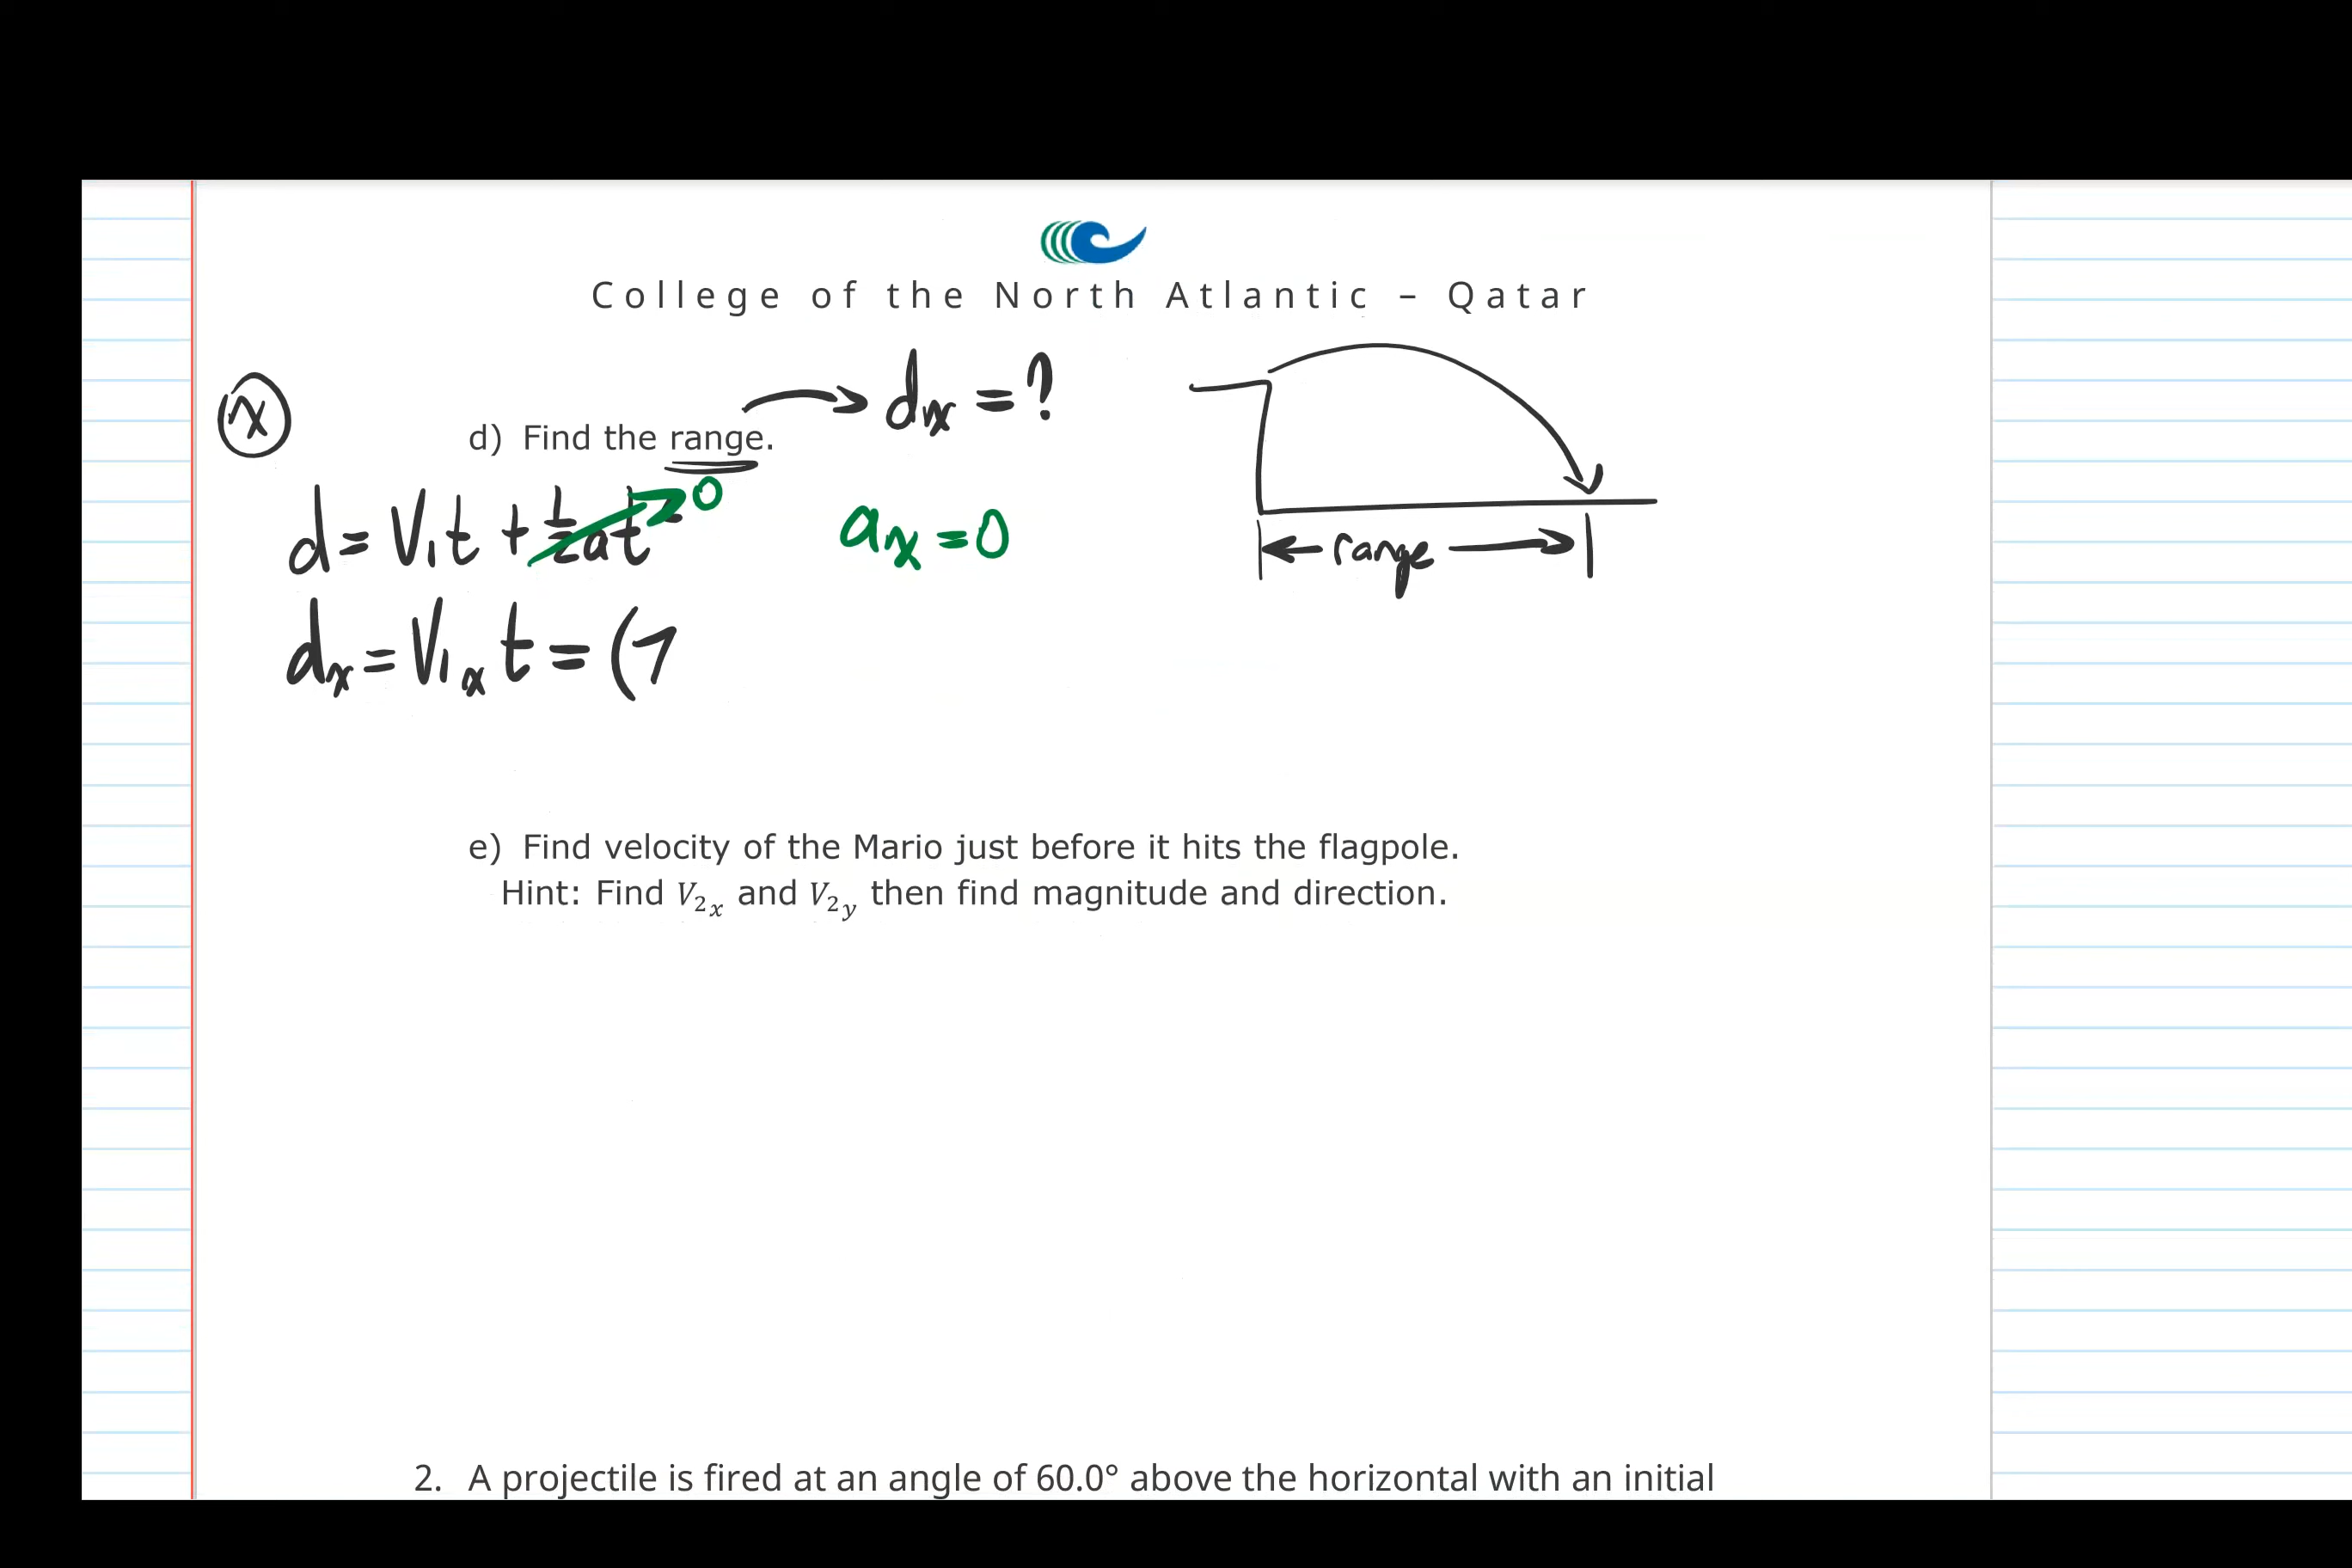 College of the North Atlantic – Qatar
x
dx = ?
d) Find the range.
d = V₁t + ½at² 0
ax = 0
range
dx = V₁x t = (7
e) Find velocity of the Mario just before it hits the flagpole.
Hint: Find V₂x and V₂y then find magnitude and direction.
2. A projectile is fired at an angle of 60.0° above the horizontal with an initial